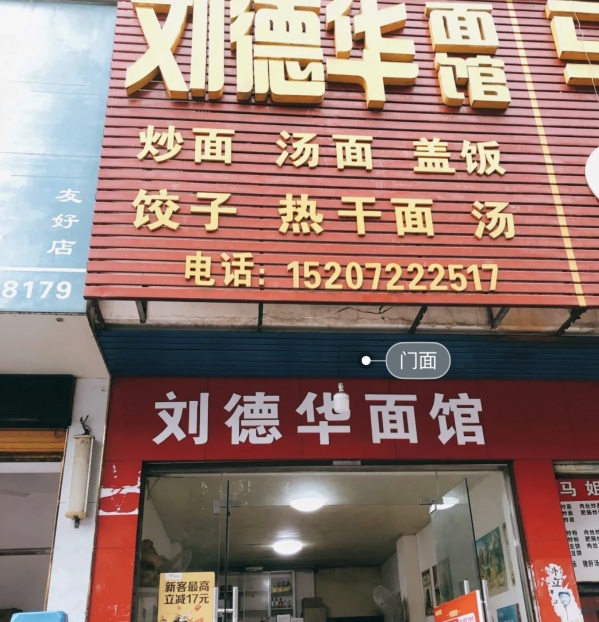 刘德华面馆
炒面 汤面 盖饭
饺子 热干面 汤
电话：15207222517
友好店
8179
门面
刘德华面馆
新客最高
立减17元
马姐